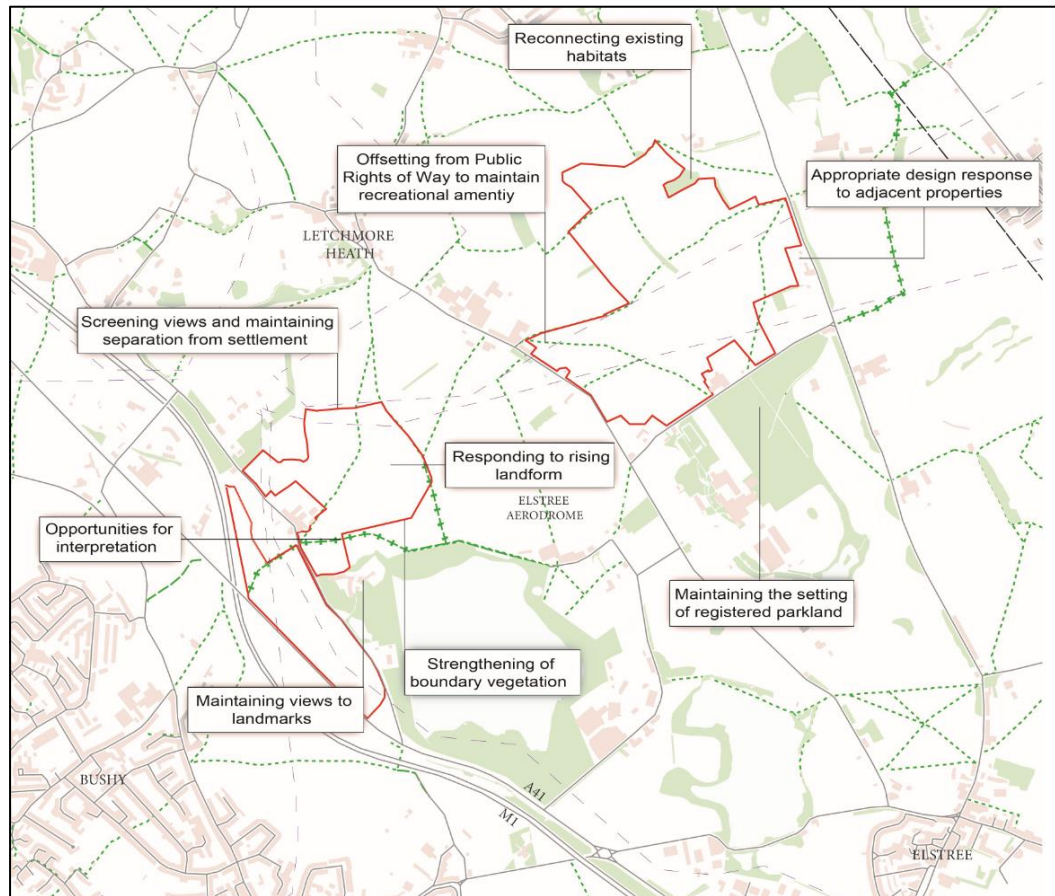 Reconnecting existing
habitats
Offsetting from Public
Rights of Way to maintain
recreational amentiy
Appropriate design response
to adjacent properties
LETCHMORE
HEATH
Screening views and maintaining
separation from settlement
Responding to rising
landform
ELSTREE
AERODROME
Opportunities for
interpretation
Maintaining the setting
of registered parkland
Strengthening of
boundary vegetation
Maintaining views to
landmarks
BUSHY
A41
M1
ELSTREE